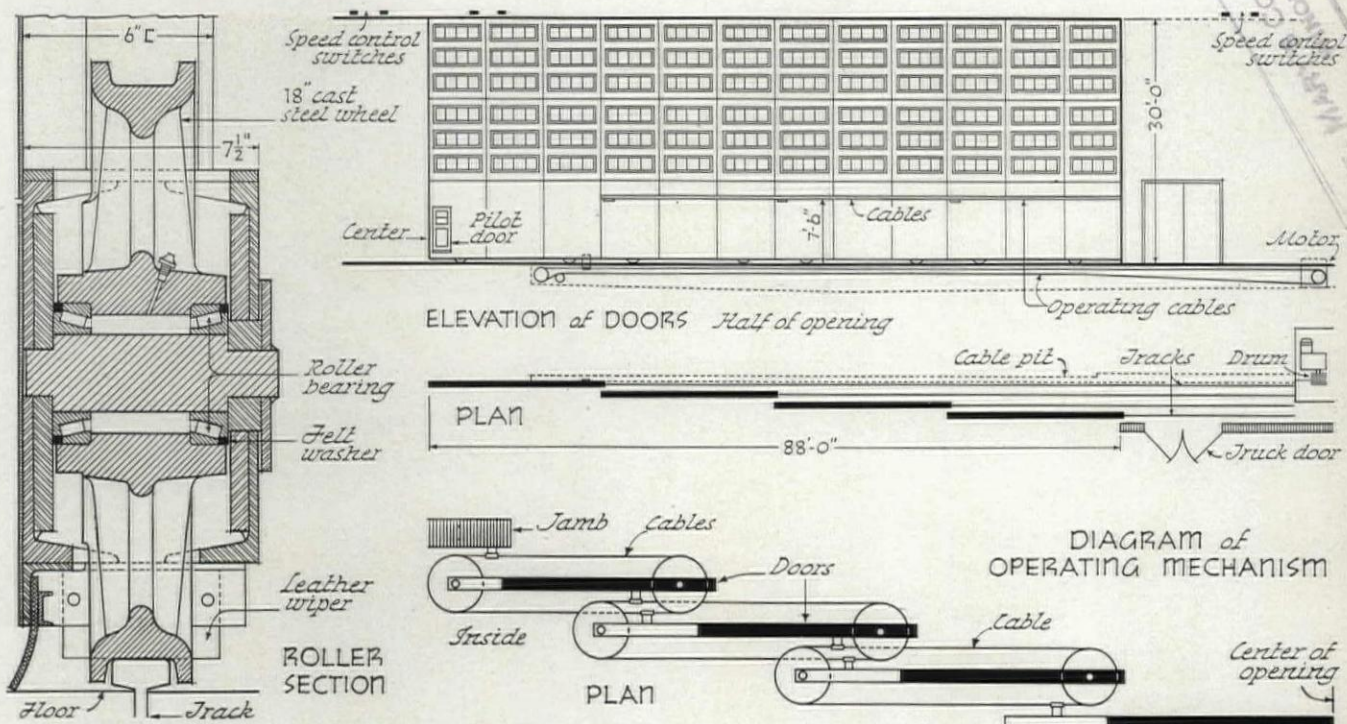 6" [
Speed control
switches
18" cast
steel wheel
7½"
Center
Pilot
door
7'-6"
Cables
30'-0"
Speed control
switches
Motor
Operating cables
ELEVATION of DOORS Half of opening
Roller
bearing
Felt
washer
PLAN
Cable pit
Tracks
Drum
88'-0"
Truck door
Jamb
Cables
DIAGRAM of
OPERATING MECHANISM
Doors
Leather
wiper
Inside
Cable
Center of
opening
ROLLER
SECTION
PLAN
Floor
Track